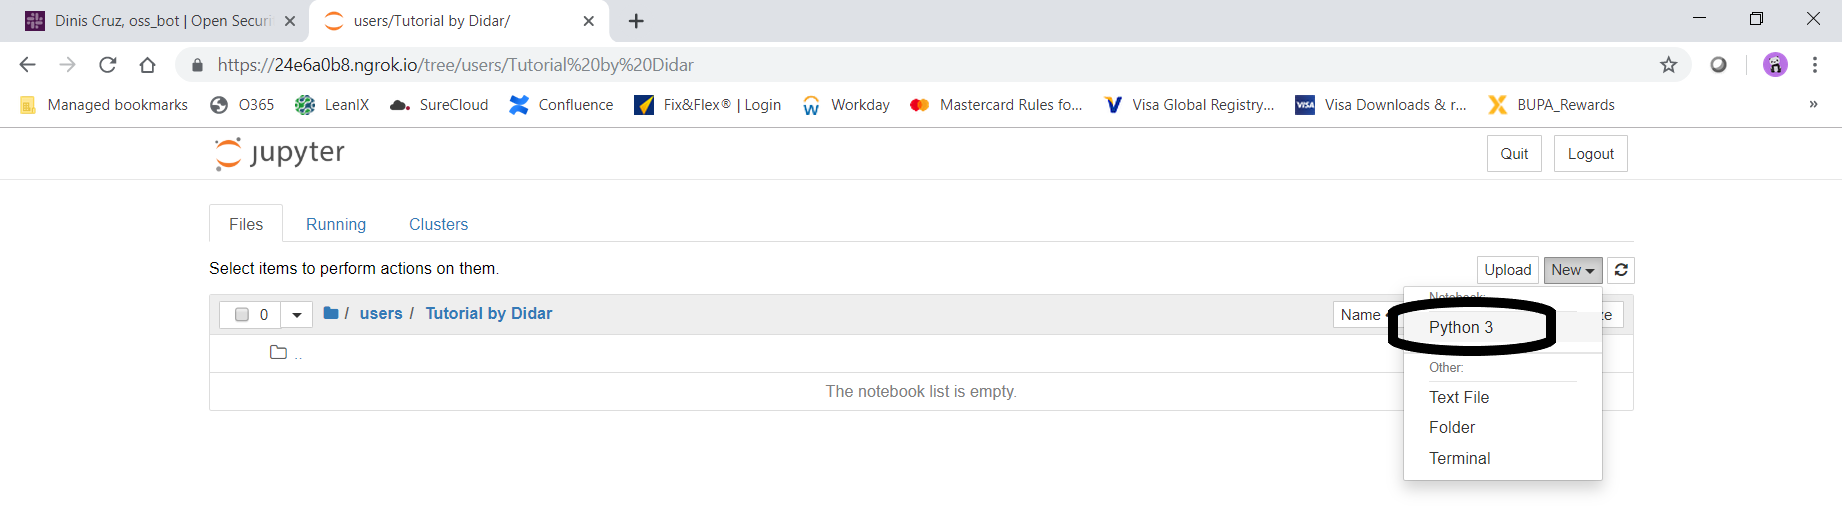 Dinis Cruz, oss_bot | Open Securi
users/Tutorial by Didar/
https://24e6a0b8.ngrok.io/tree/users/Tutorial%20by%20Didar
Managed bookmarks O365 LeanIX SureCloud Confluence Fix&Flex® | Login Workday Mastercard Rules fo... Visa Global Registry... VISA Visa Downloads & r... BUPA_Rewards »
jupyter Quit Logout
Files Running Clusters
Select items to perform actions on them. Upload New
0 / users / Tutorial by Didar Name ze
Notebook:
Python 3
..
Other:
The notebook list is empty.
Text File
Folder
Terminal